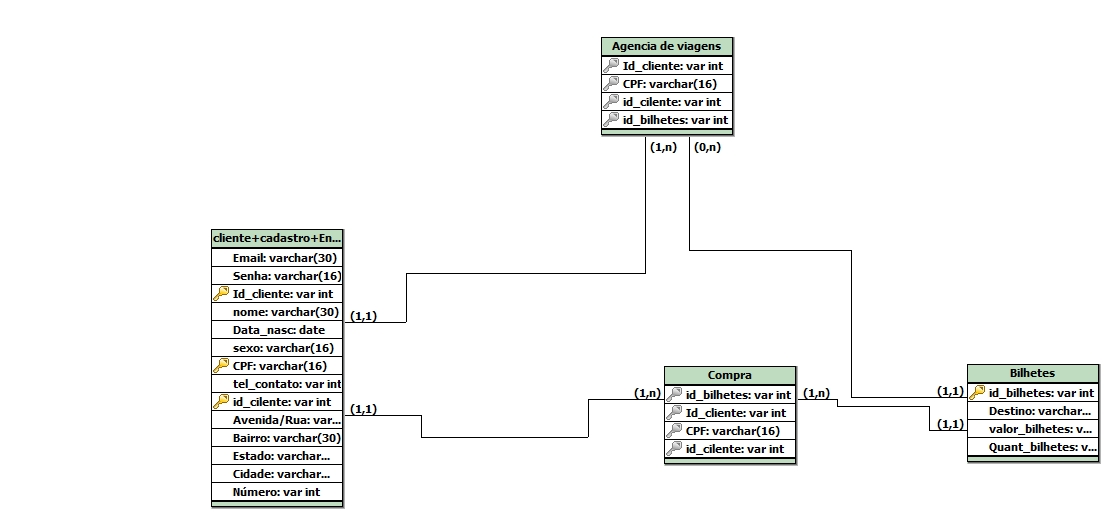 Agencia de viagens
Id_cliente: var int
CPF: varchar(16)
id_cilente: var int
id_bilhetes: var int
(1,n)
(0,n)
cliente+cadastro+En...
Email: varchar(30)
Senha: varchar(16)
Id_cliente: var int
nome: varchar(30)
Data_nasc: date
sexo: varchar(16)
CPF: varchar(16)
tel_contato: var int
id_cilente: var int
Avenida/Rua: var...
Bairro: varchar(30)
Estado: varchar...
Cidade: varchar...
Número: var int
(1,1)
(1,1)
(1,n)
Compra
id_bilhetes: var int
Id_cliente: var int
CPF: varchar(16)
id_cilente: var int
(1,n)
(1,1)
(1,1)
Bilhetes
id_bilhetes: var int
Destino: varchar...
valor_bilhetes: v...
Quant_bilhetes: v...